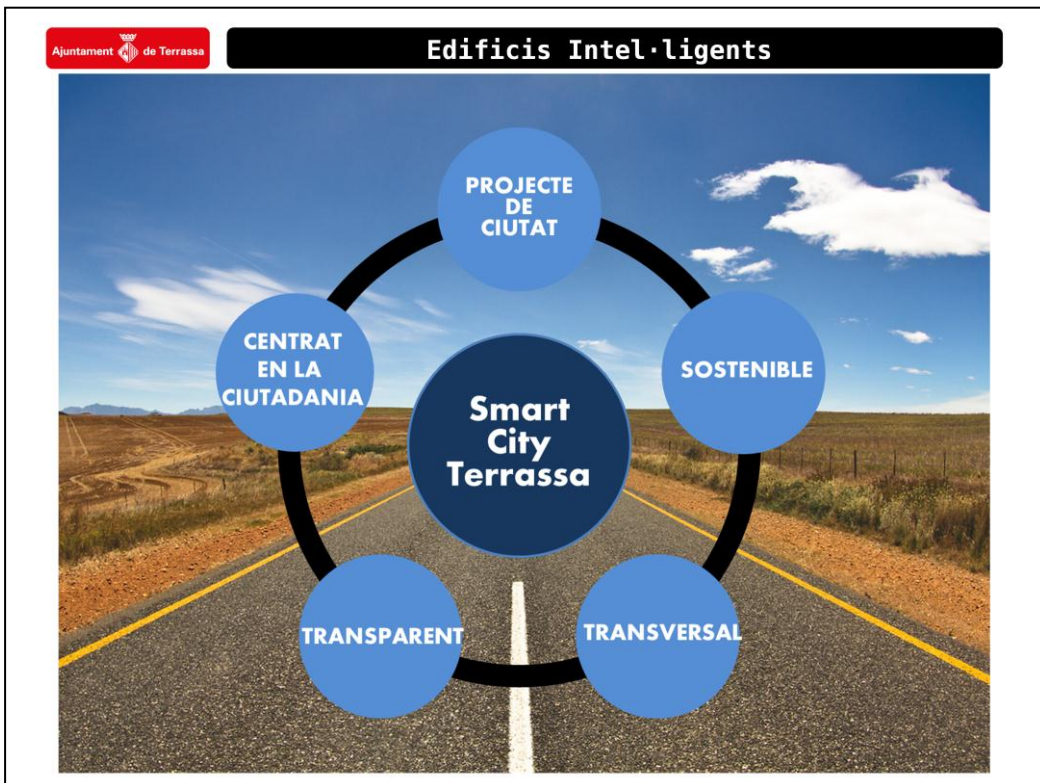 Ajuntament de Terrassa
Edificis Intel·ligents
PROJECTE
DE
CIUTAT
CENTRAT
EN LA
CIUTADANIA
SOSTENIBLE
Smart
City
Terrassa
TRANSPARENT
TRANSVERSAL